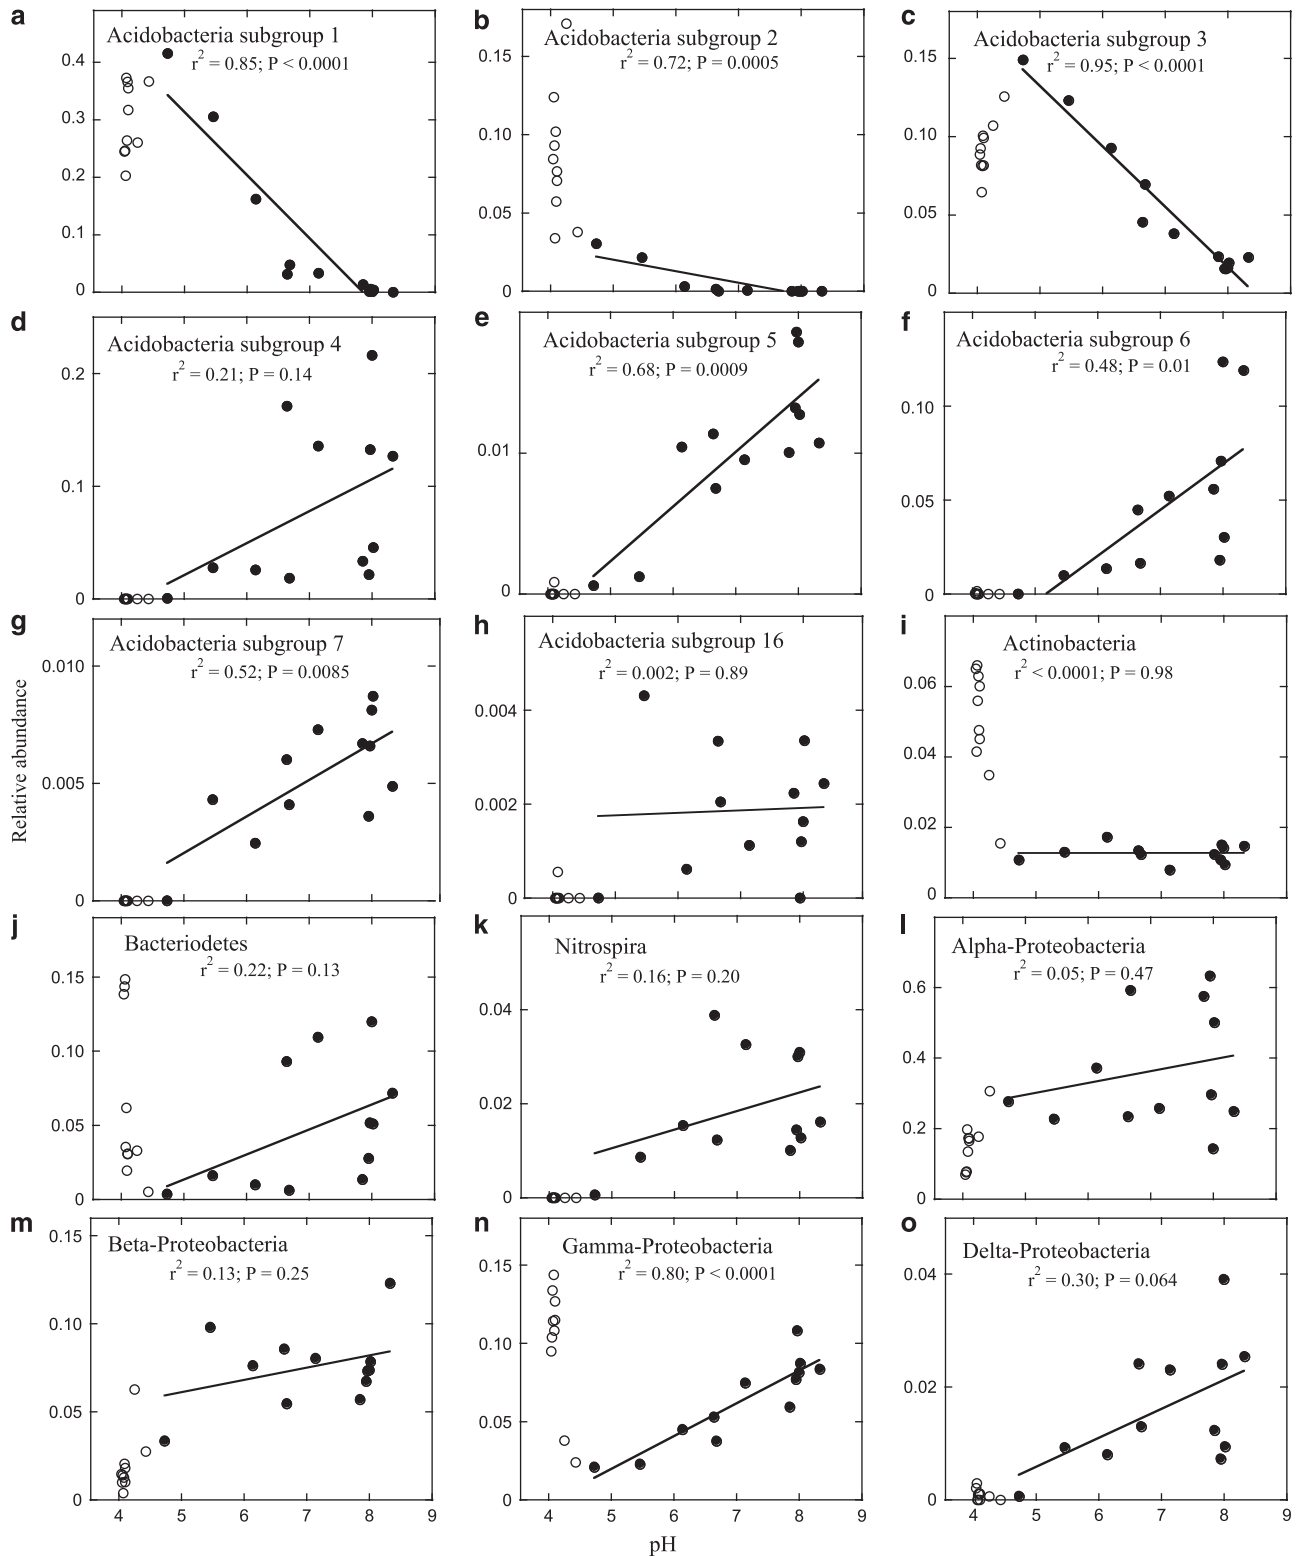 a
Acidobacteria subgroup 1
r2 = 0.85; P < 0.0001
0.4
0.3
0.2
0.1
0
b
Acidobacteria subgroup 2
r2 = 0.72; P = 0.0005
0.15
0.10
0.05
0
c
Acidobacteria subgroup 3
r2 = 0.95; P < 0.0001
0.15
0.10
0.05
0
d
Acidobacteria subgroup 4
r2 = 0.21; P = 0.14
0.2
0.1
0
e
Acidobacteria subgroup 5
r2 = 0.68; P = 0.0009
0.01
0
f
Acidobacteria subgroup 6
r2 = 0.48; P = 0.01
0.10
0.05
0
g
Acidobacteria subgroup 7
r2 = 0.52; P = 0.0085
0.010
0.005
0
h
Acidobacteria subgroup 16
r2 = 0.002; P = 0.89
0.004
0.002
0
i
Actinobacteria
r2 < 0.0001; P = 0.98
0.06
0.04
0.02
0
Relative abundance
j
Bacteriodetes
r2 = 0.22; P = 0.13
0.15
0.10
0.05
0
k
Nitrospira
r2 = 0.16; P = 0.20
0.04
0.02
0
l
Alpha-Proteobacteria
r2 = 0.05; P = 0.47
0.6
0.4
0.2
0
m
Beta-Proteobacteria
r2 = 0.13; P = 0.25
0.15
0.10
0.05
0
4 5 6 7 8 9
n
Gamma-Proteobacteria
r2 = 0.80; P < 0.0001
0.15
0.10
0.05
0
4 5 6 7 8 9
o
Delta-Proteobacteria
r2 = 0.30; P = 0.064
0.04
0.02
0
4 5 6 7 8 9
pH